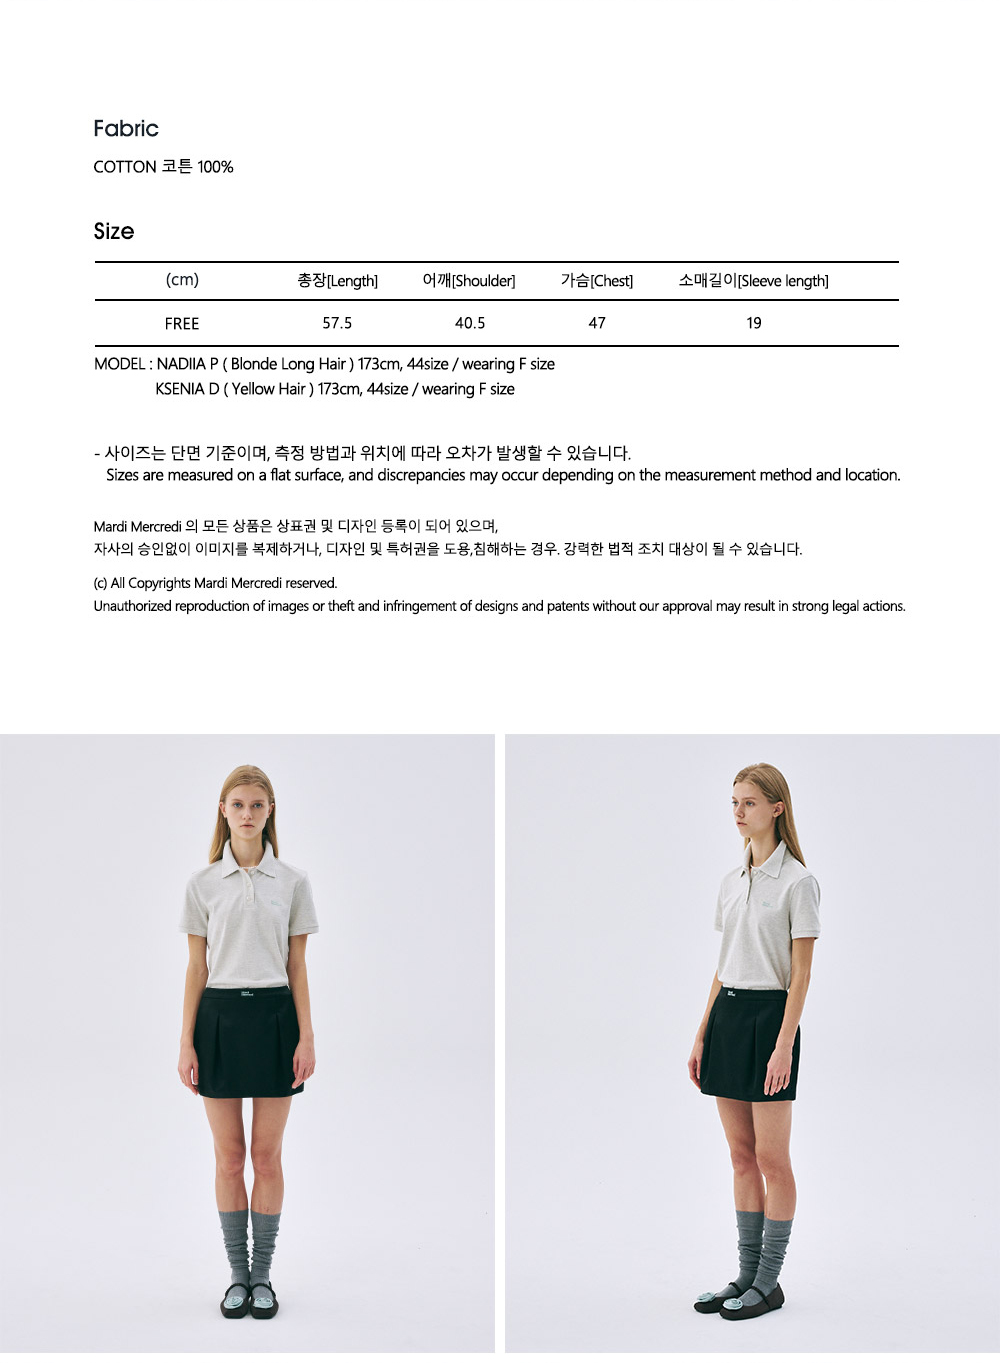 Fabric
COTTON 코튼 100%
Size
(cm) 총장[Length] 어깨[Shoulder] 가슴[Chest] 소매길이[Sleeve length]
FREE 57.5 40.5 47 19
MODEL : NADIIA P ( Blonde Long Hair ) 173cm, 44size / wearing F size
KSENIA D ( Yellow Hair ) 173cm, 44size / wearing F size
- 사이즈는 단면 기준이며, 측정 방법과 위치에 따라 오차가 발생할 수 있습니다.
Sizes are measured on a flat surface, and discrepancies may occur depending on the measurement method and location.
Mardi Mercredi 의 모든 상품은 상표권 및 디자인 등록이 되어 있으며,
자사의 승인없이 이미지를 복제하거나, 디자인 및 특허권을 도용,침해하는 경우. 강력한 법적 조치 대상이 될 수 있습니다.
(c) All Copyrights Mardi Mercredi reserved.
Unauthorized reproduction of images or theft and infringement of designs and patents without our approval may result in strong legal actions.